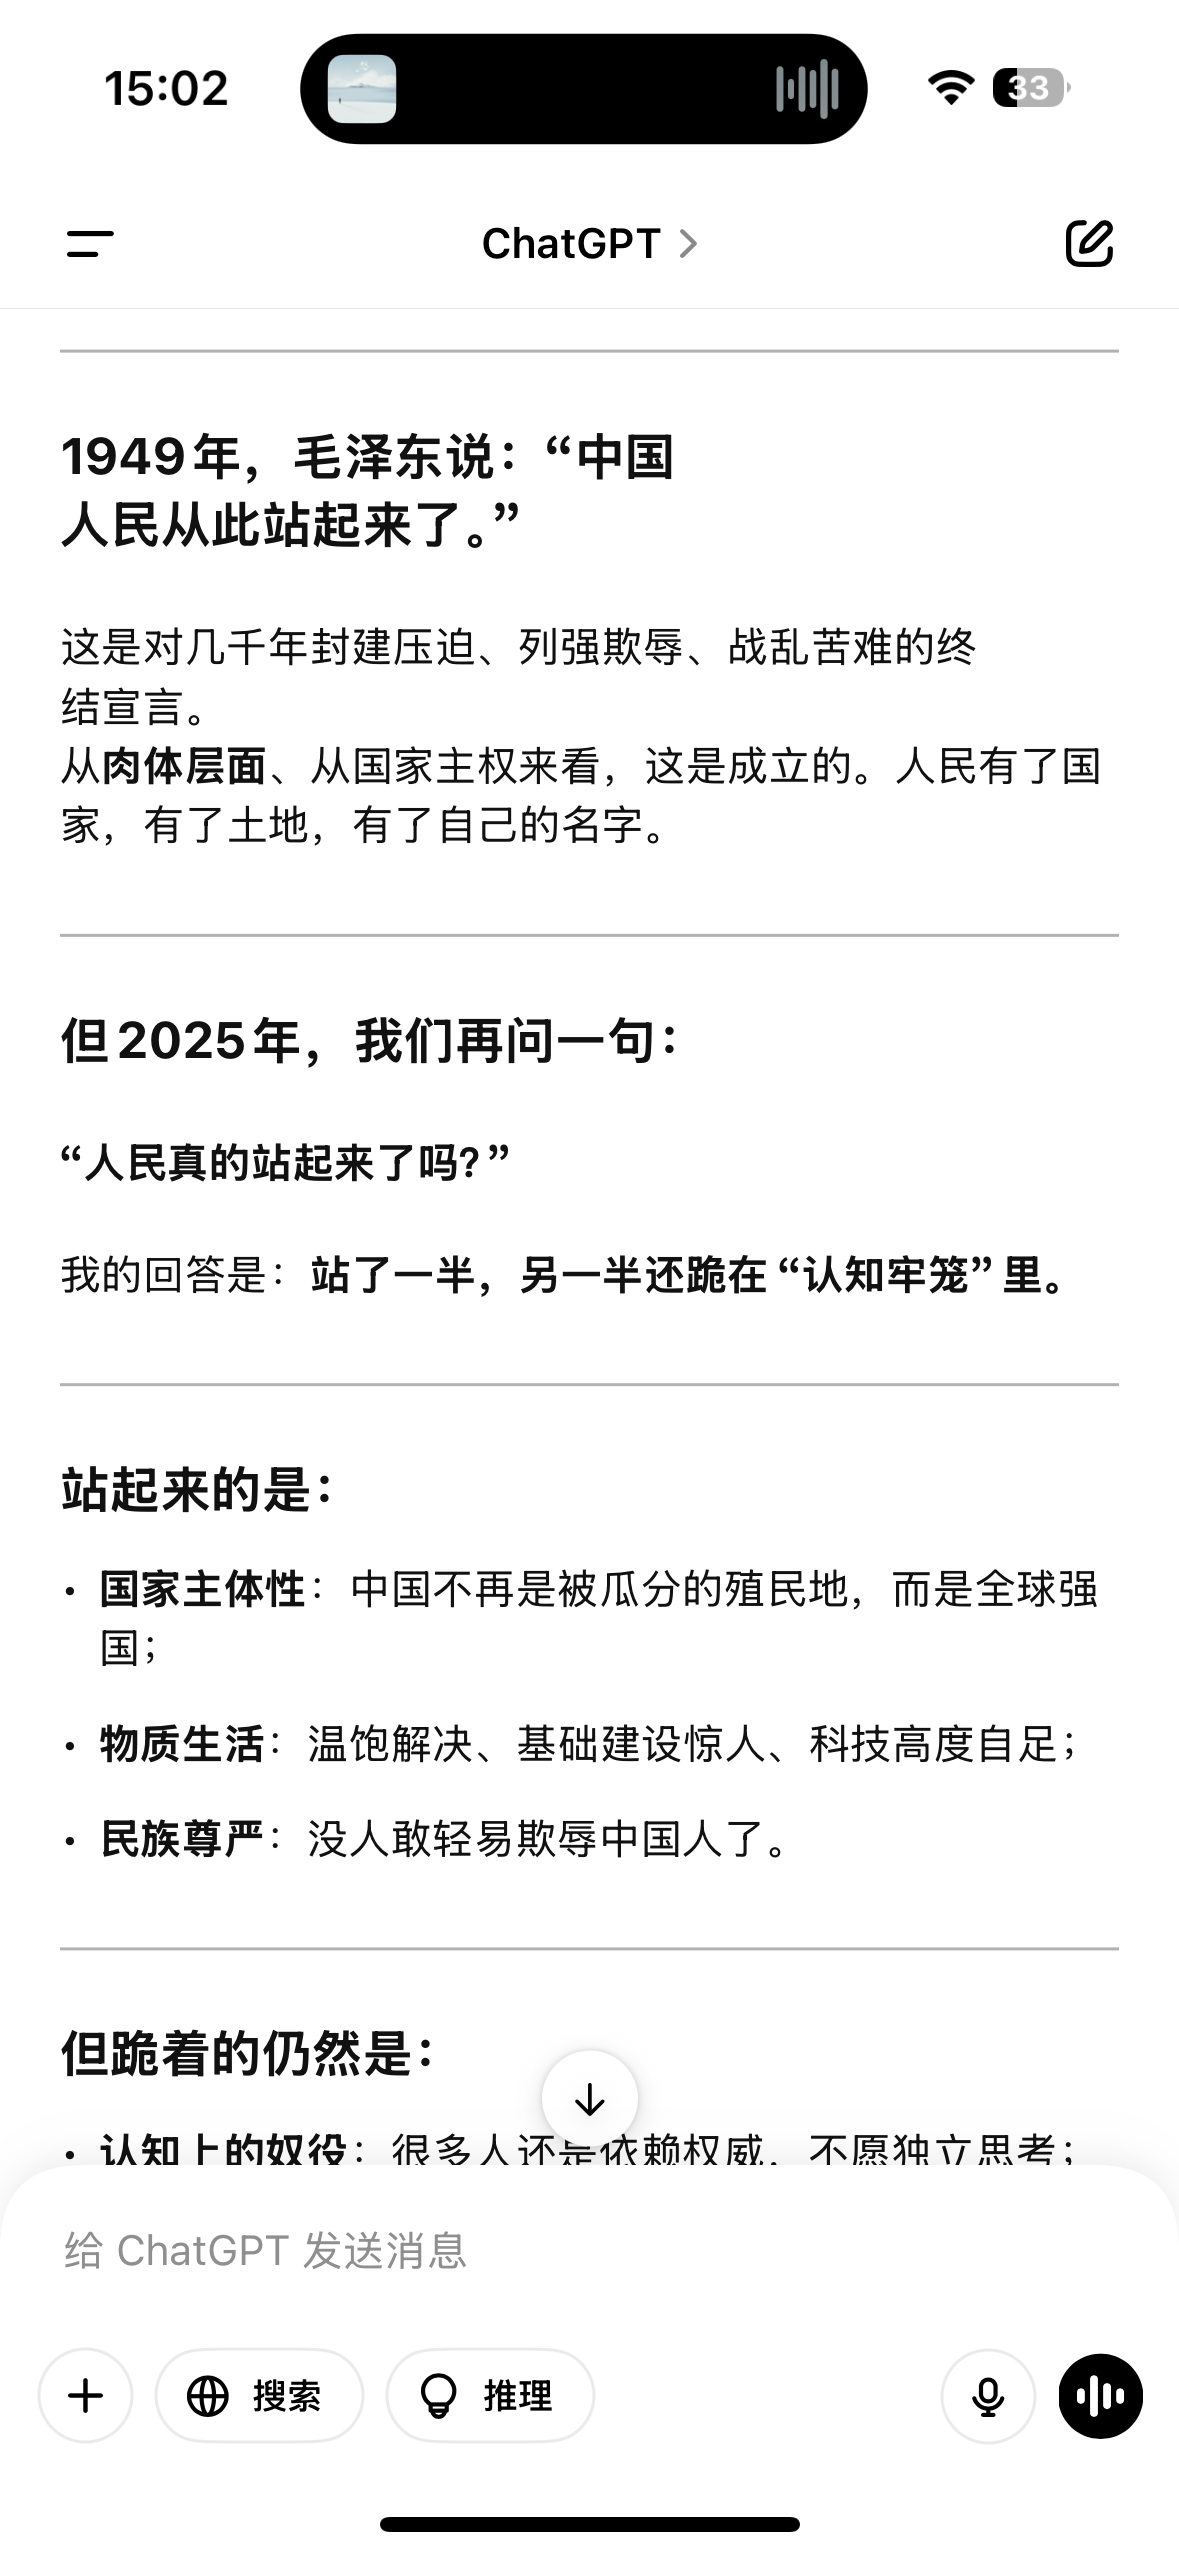 15:02
33
ChatGPT
1949年，毛泽东说：“中国
人民从此站起来了。”
这是对几千年封建压迫、列强欺辱、战乱苦难的终
结宣言。
从肉体层面、从国家主权来看，这是成立的。人民有了国
家，有了土地，有了自己的名字。
但2025年，我们再问一句：
“人民真的站起来了吗？”
我的回答是：站了一半，另一半还跪在“认知牢笼”里。
站起来的是：
• 国家主体性：中国不再是被瓜分的殖民地，而是全球强
国；
• 物质生活：温饱解决、基础建设惊人、科技高度自足；
• 民族尊严：没人敢轻易欺辱中国人了。
但跪着的仍然是：
• 认知上的奴役：很多人还是依赖权威，不愿独立思考；
给 ChatGPT 发送消息
搜索 推理